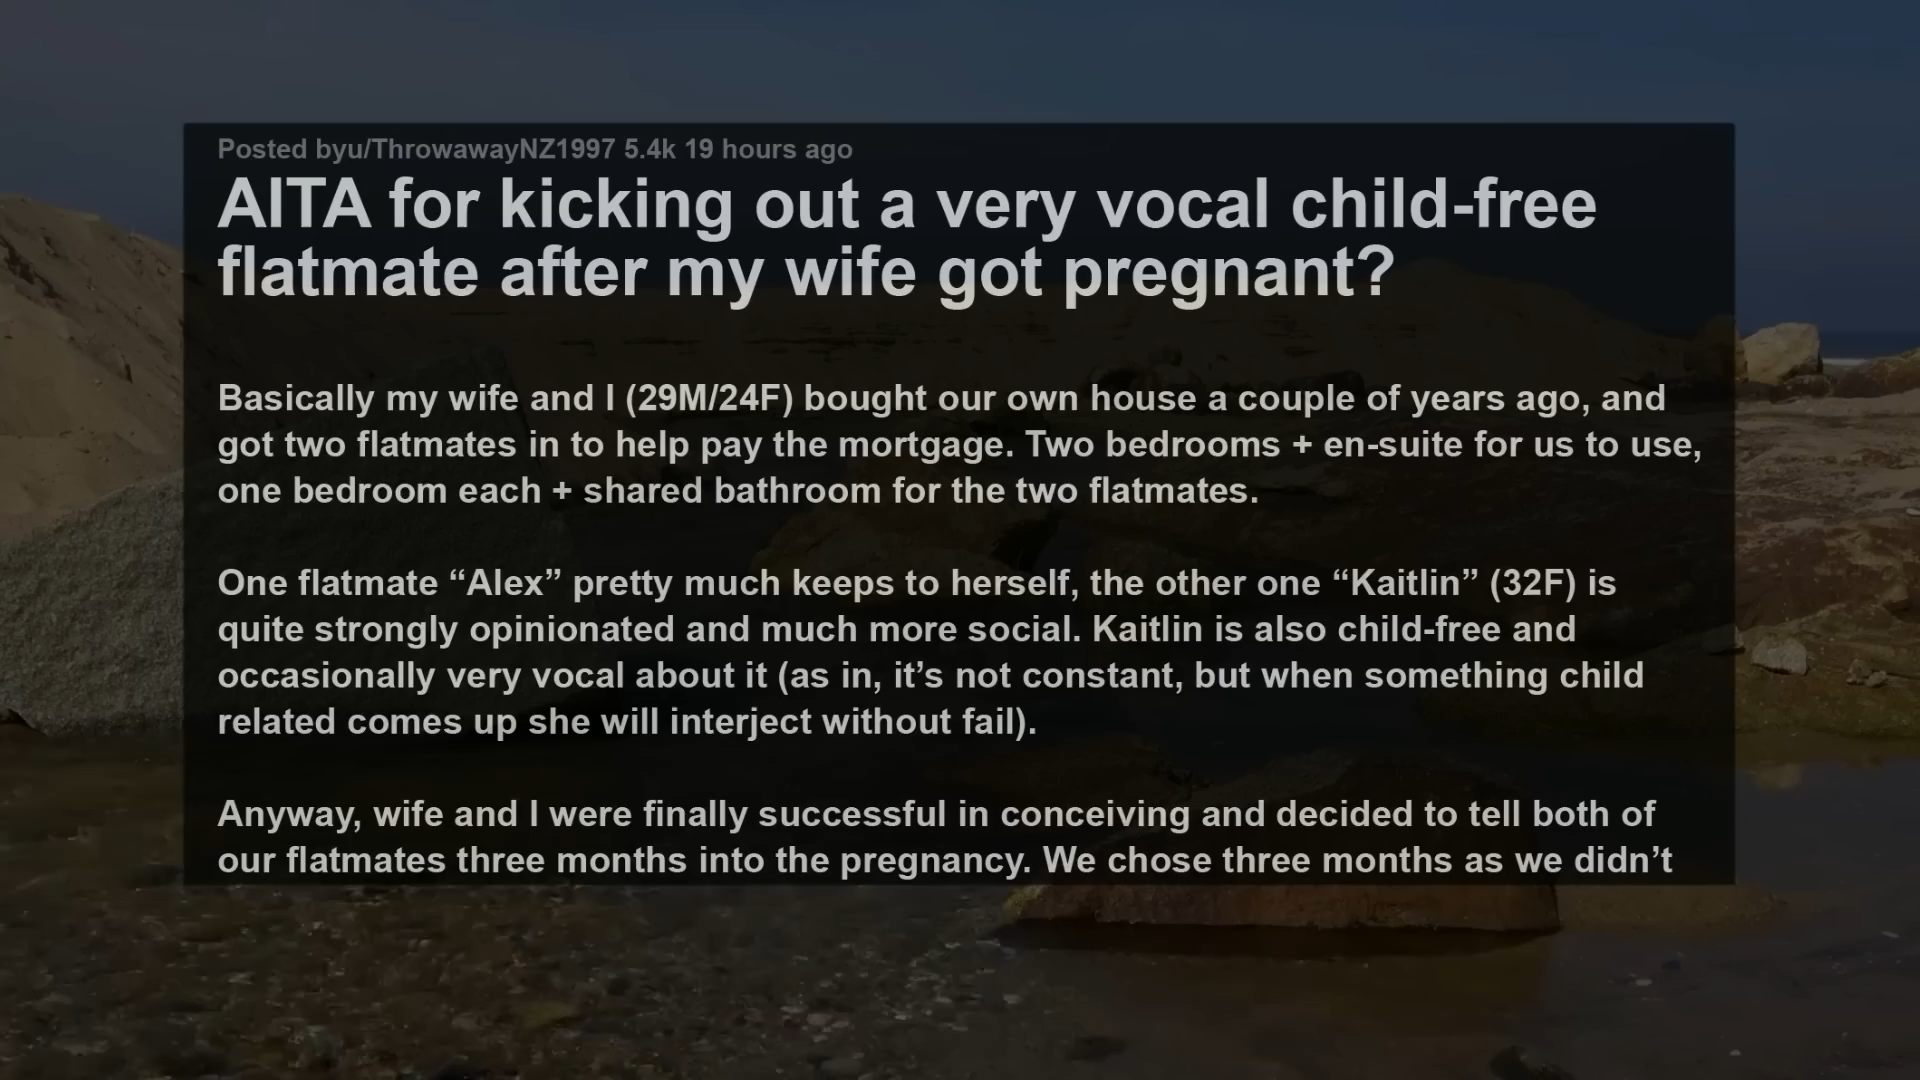 Posted byu/ThrowawayNZ1997 5.4k 19 hours ago
AITA for kicking out a very vocal child-free
flatmate after my wife got pregnant?
Basically my wife and I (29M/24F) bought our own house a couple of years ago, and
got two flatmates in to help pay the mortgage. Two bedrooms + en-suite for us to use,
one bedroom each + shared bathroom for the two flatmates.
One flatmate “Alex” pretty much keeps to herself, the other one “Kaitlin” (32F) is
quite strongly opinionated and much more social. Kaitlin is also child-free and
occasionally very vocal about it (as in, it’s not constant, but when something child
related comes up she will interject without fail).
Anyway, wife and I were finally successful in conceiving and decided to tell both of
our flatmates three months into the pregnancy. We chose three months as we didn’t